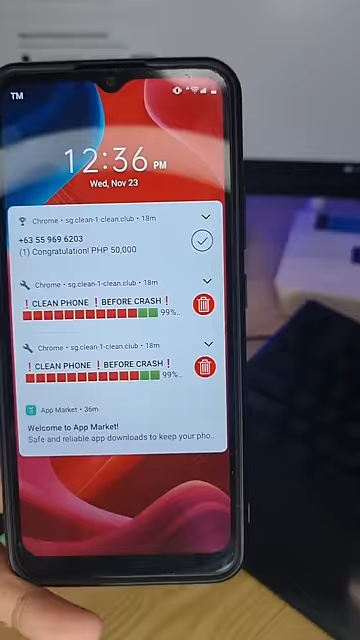 TM
12:36 PM
Wed, Nov 23
Chrome • sg.clean-1-clean.club • 18m
+63 55 969 6203
(1) Congratulation! PHP 50,000
Chrome • sg.clean-1-clean.club • 18m
❗CLEAN PHONE ❗BEFORE CRASH❗
99%..
Chrome • sg.clean-1-clean.club • 18m
❗CLEAN PHONE ❗BEFORE CRASH❗
99%..
App Market • 36m
Welcome to App Market!
Safe and reliable app downloads to keep your pho..